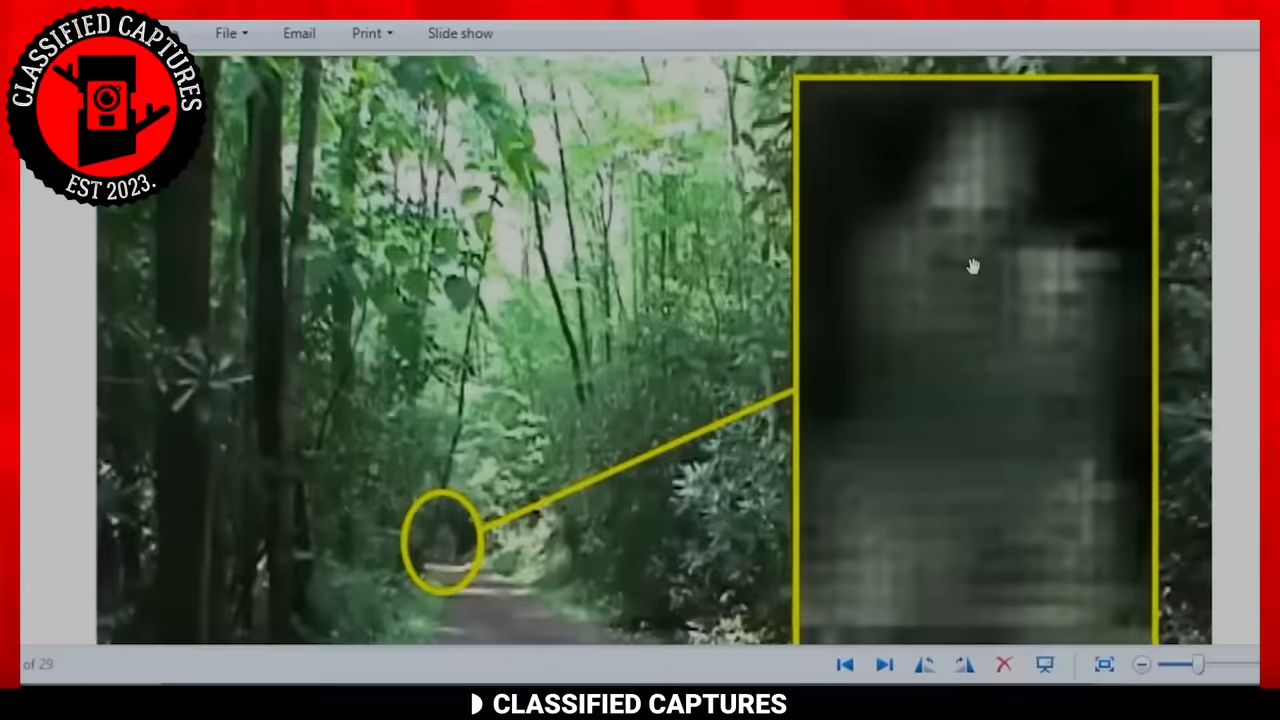 CLASSIFIED CAPTURES
EST 2023.
File
Email
Print
Slide show
of 29
CLASSIFIED CAPTURES